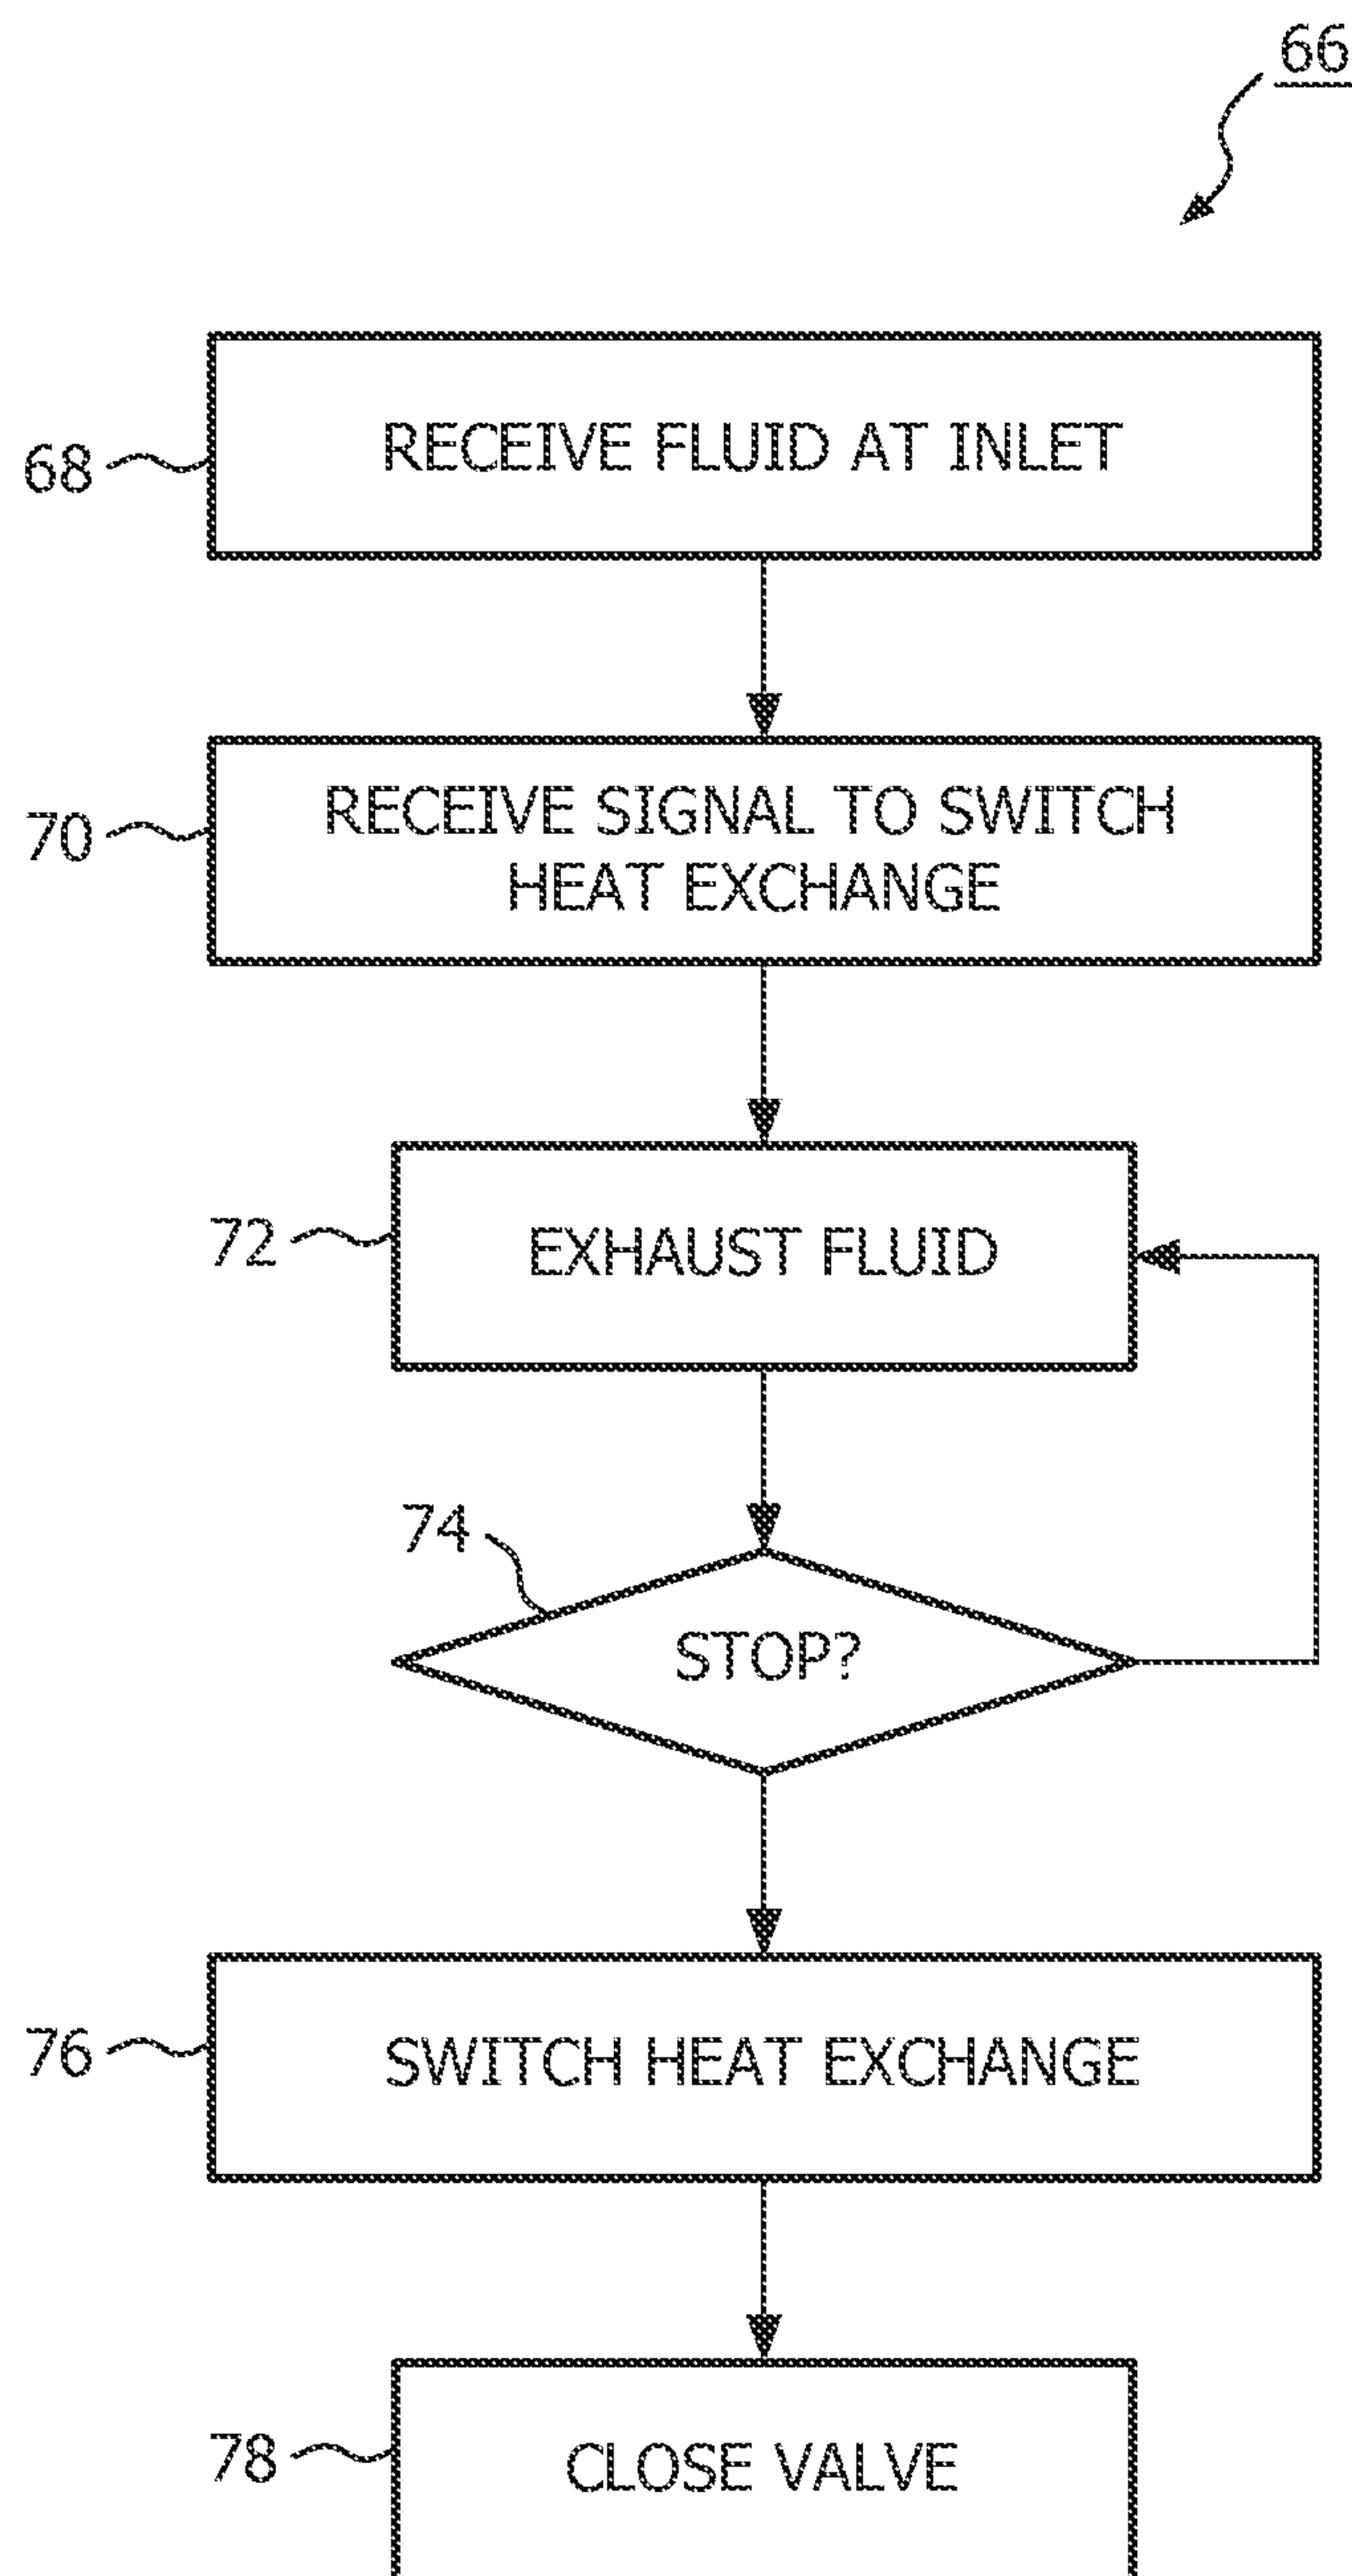 66
RECEIVE FLUID AT INLET
68
RECEIVE SIGNAL TO SWITCH
HEAT EXCHANGE
70
72
EXHAUST FLUID
74
STOP?
76
SWITCH HEAT EXCHANGE
78
CLOSE VALVE